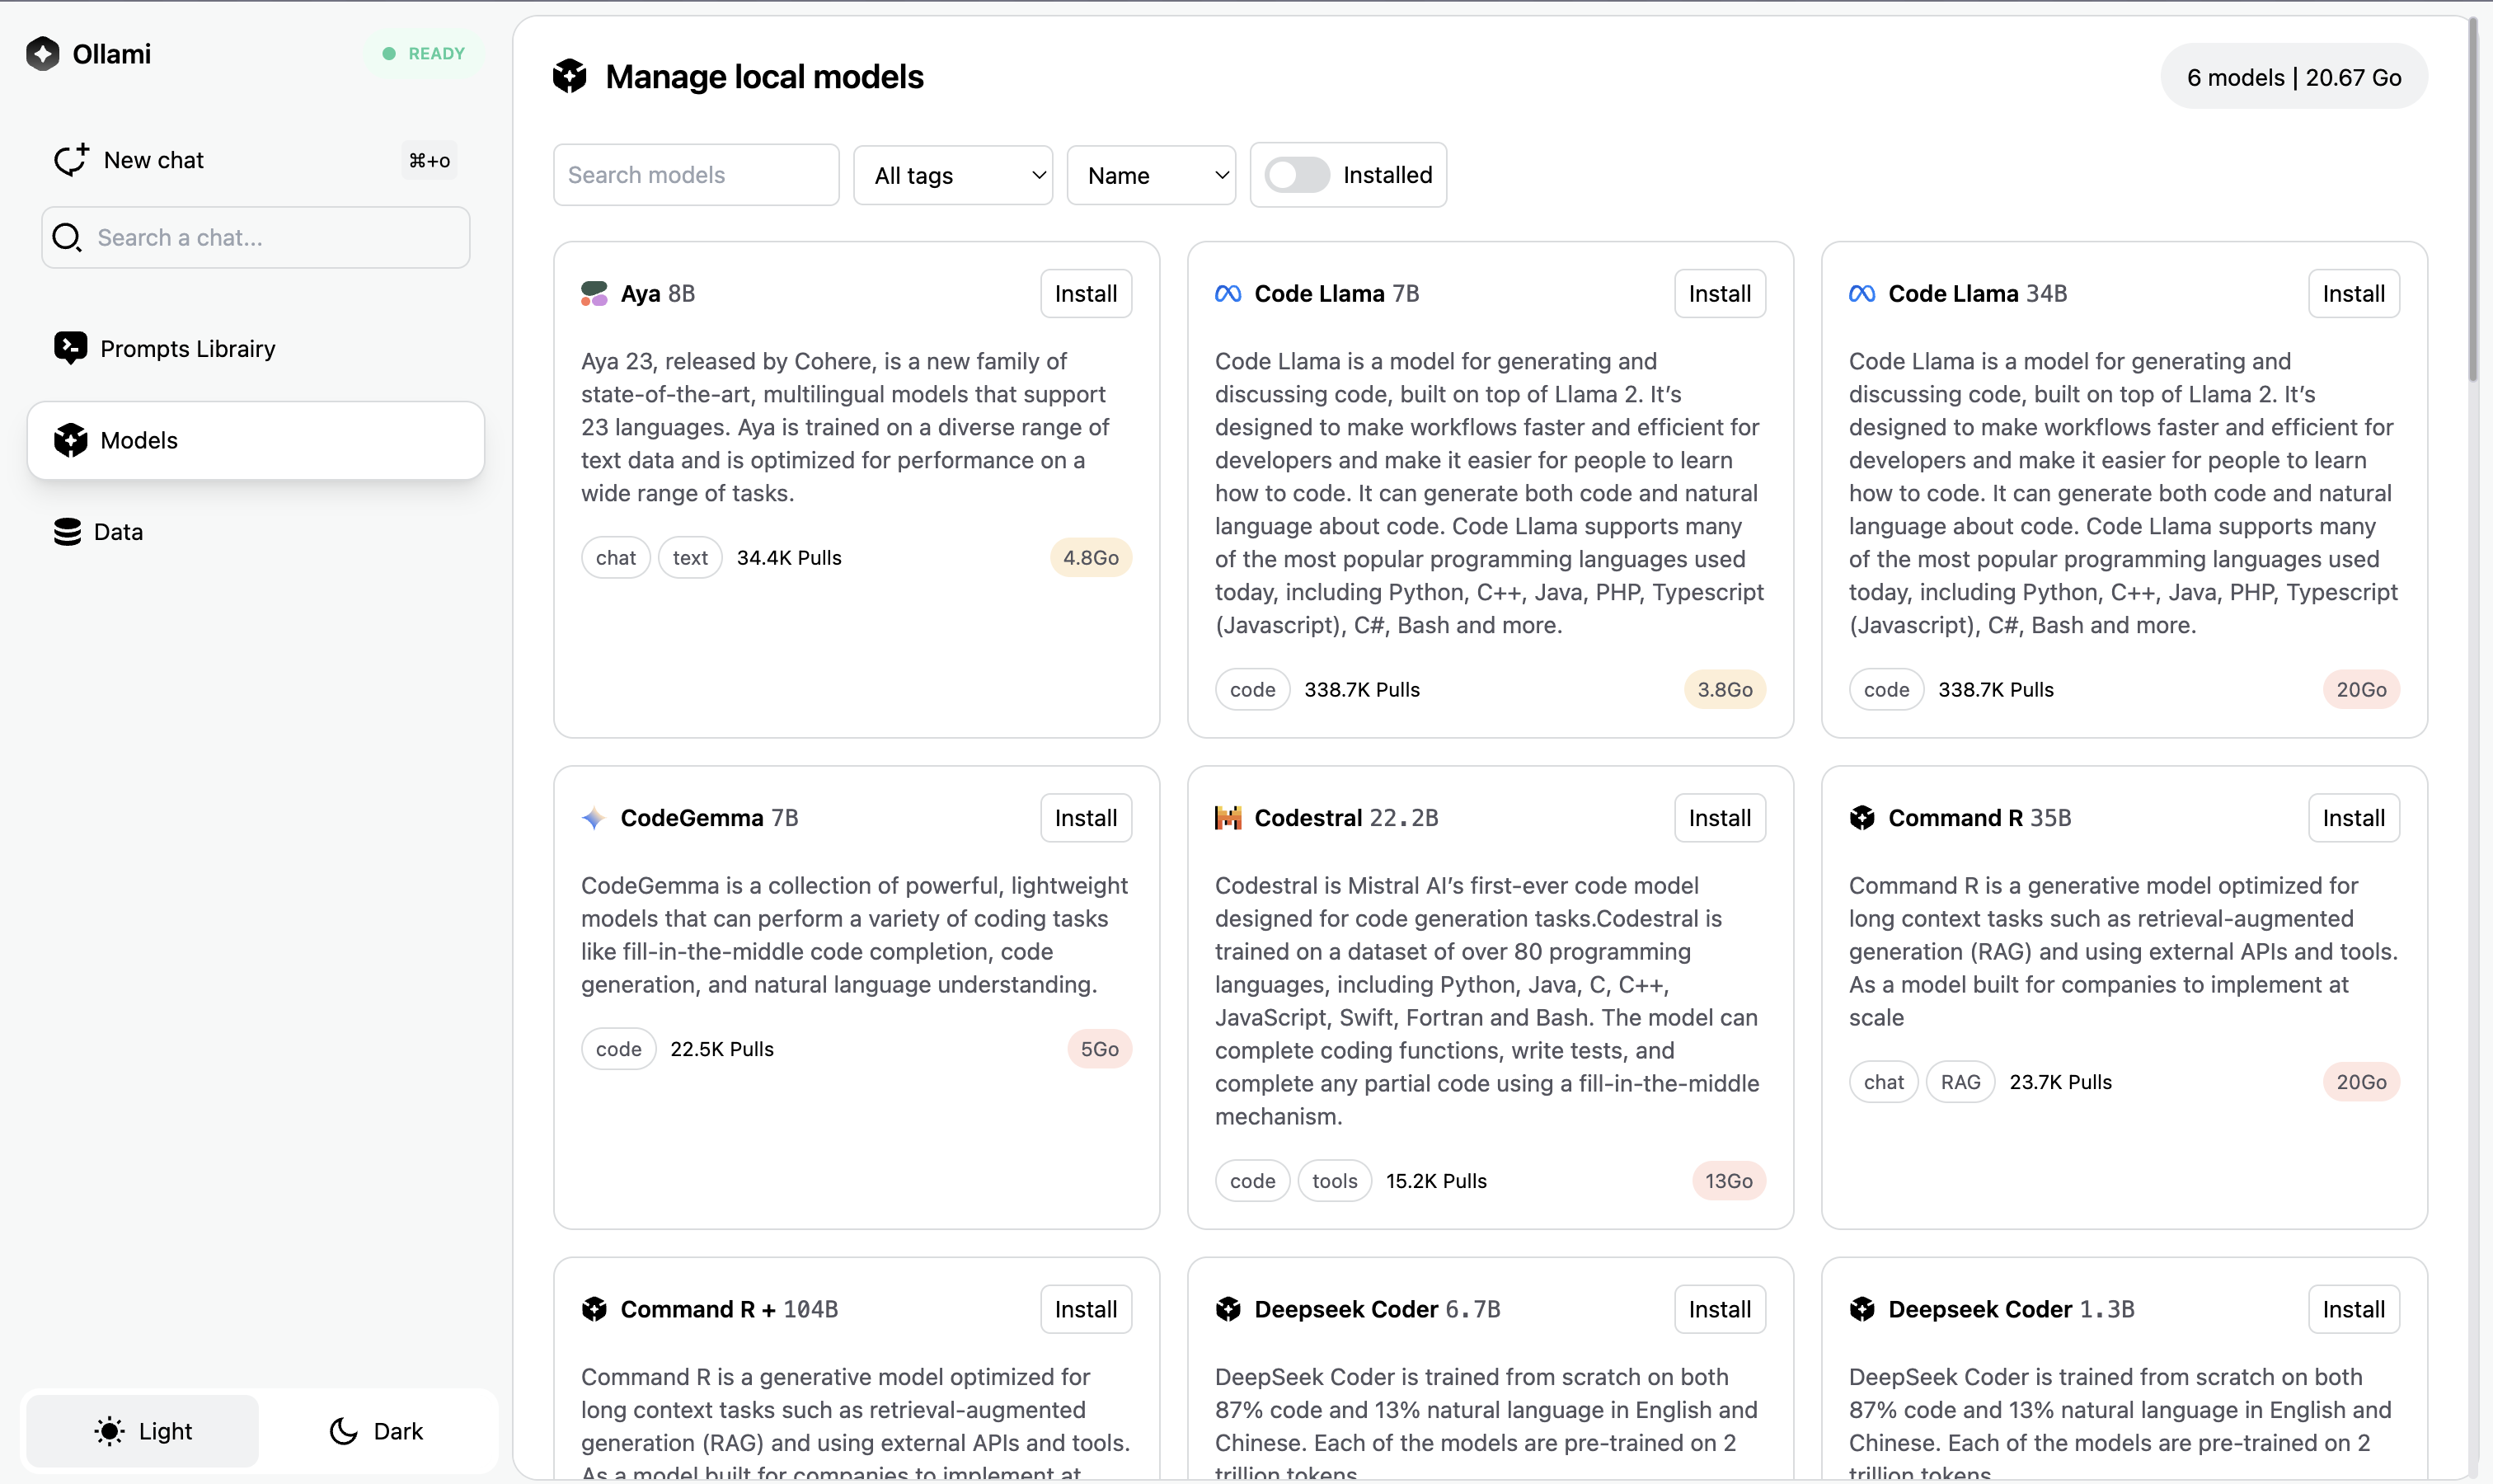 Ollami
READY
New chat
⌘+o
Search a chat...
Prompts Librairy
Models
Data
Light
Dark
Manage local models
6 models | 20.67 Go
Search models
All tags
Name
Installed
Aya 8B
Install
Aya 23, released by Cohere, is a new family of
state-of-the-art, multilingual models that support
23 languages. Aya is trained on a diverse range of
text data and is optimized for performance on a
wide range of tasks.
chat text 34.4K Pulls
4.8Go
Code Llama 7B
Install
Code Llama is a model for generating and
discussing code, built on top of Llama 2. It’s
designed to make workflows faster and efficient for
developers and make it easier for people to learn
how to code. It can generate both code and natural
language about code. Code Llama supports many
of the most popular programming languages used
today, including Python, C++, Java, PHP, Typescript
(Javascript), C#, Bash and more.
code 338.7K Pulls
3.8Go
Code Llama 34B
Install
Code Llama is a model for generating and
discussing code, built on top of Llama 2. It’s
designed to make workflows faster and efficient for
developers and make it easier for people to learn
how to code. It can generate both code and natural
language about code. Code Llama supports many
of the most popular programming languages used
today, including Python, C++, Java, PHP, Typescript
(Javascript), C#, Bash and more.
code 338.7K Pulls
20Go
CodeGemma 7B
Install
CodeGemma is a collection of powerful, lightweight
models that can perform a variety of coding tasks
like fill-in-the-middle code completion, code
generation, and natural language understanding.
code 22.5K Pulls
5Go
Codestral 22.2B
Install
Codestral is Mistral AI’s first-ever code model
designed for code generation tasks.Codestral is
trained on a dataset of over 80 programming
languages, including Python, Java, C, C++,
JavaScript, Swift, Fortran and Bash. The model can
complete coding functions, write tests, and
complete any partial code using a fill-in-the-middle
mechanism.
code tools 15.2K Pulls
13Go
Command R 35B
Install
Command R is a generative model optimized for
long context tasks such as retrieval-augmented
generation (RAG) and using external APIs and tools.
As a model built for companies to implement at
scale
chat RAG 23.7K Pulls
20Go
Command R + 104B
Install
Command R is a generative model optimized for
long context tasks such as retrieval-augmented
generation (RAG) and using external APIs and tools.
As a model built for companies to implement at
Deepseek Coder 6.7B
Install
DeepSeek Coder is trained from scratch on both
87% code and 13% natural language in English and
Chinese. Each of the models are pre-trained on 2
trillion tokens
Deepseek Coder 1.3B
Install
DeepSeek Coder is trained from scratch on both
87% code and 13% natural language in English and
Chinese. Each of the models are pre-trained on 2
trillion tokens